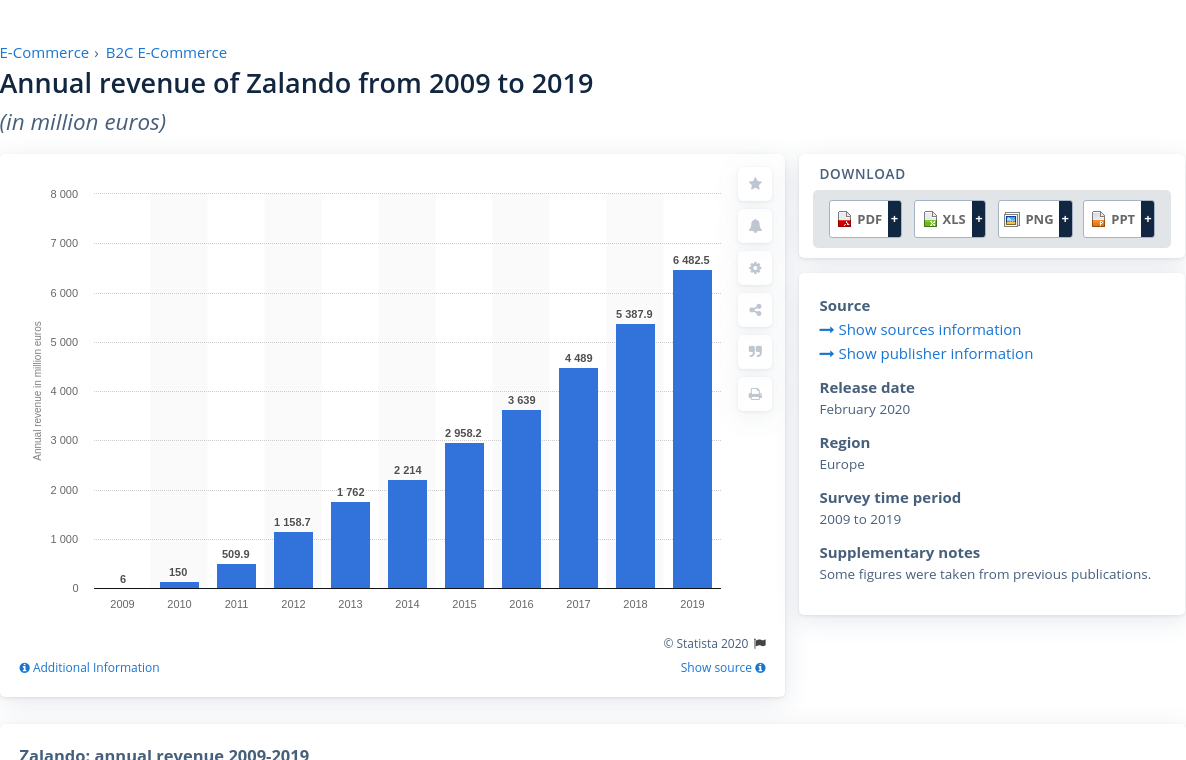 E-Commerce › B2C E-Commerce
Annual revenue of Zalando from 2009 to 2019
(in million euros)
8 000
7 000
6 000
5 000
4 000
3 000
2 000
1 000
0
Annual revenue in million euros
6
150
509.9
1 158.7
1 762
2 214
2 958.2
3 639
4 489
5 387.9
6 482.5
2009 2010 2011 2012 2013 2014 2015 2016 2017 2018 2019
© Statista 2020
Additional Information
Show source
DOWNLOAD
PDF + XLS + PNG + PPT +
Source
Show sources information
Show publisher information
Release date
February 2020
Region
Europe
Survey time period
2009 to 2019
Supplementary notes
Some figures were taken from previous publications.
Zalando: annual revenue 2009-2019